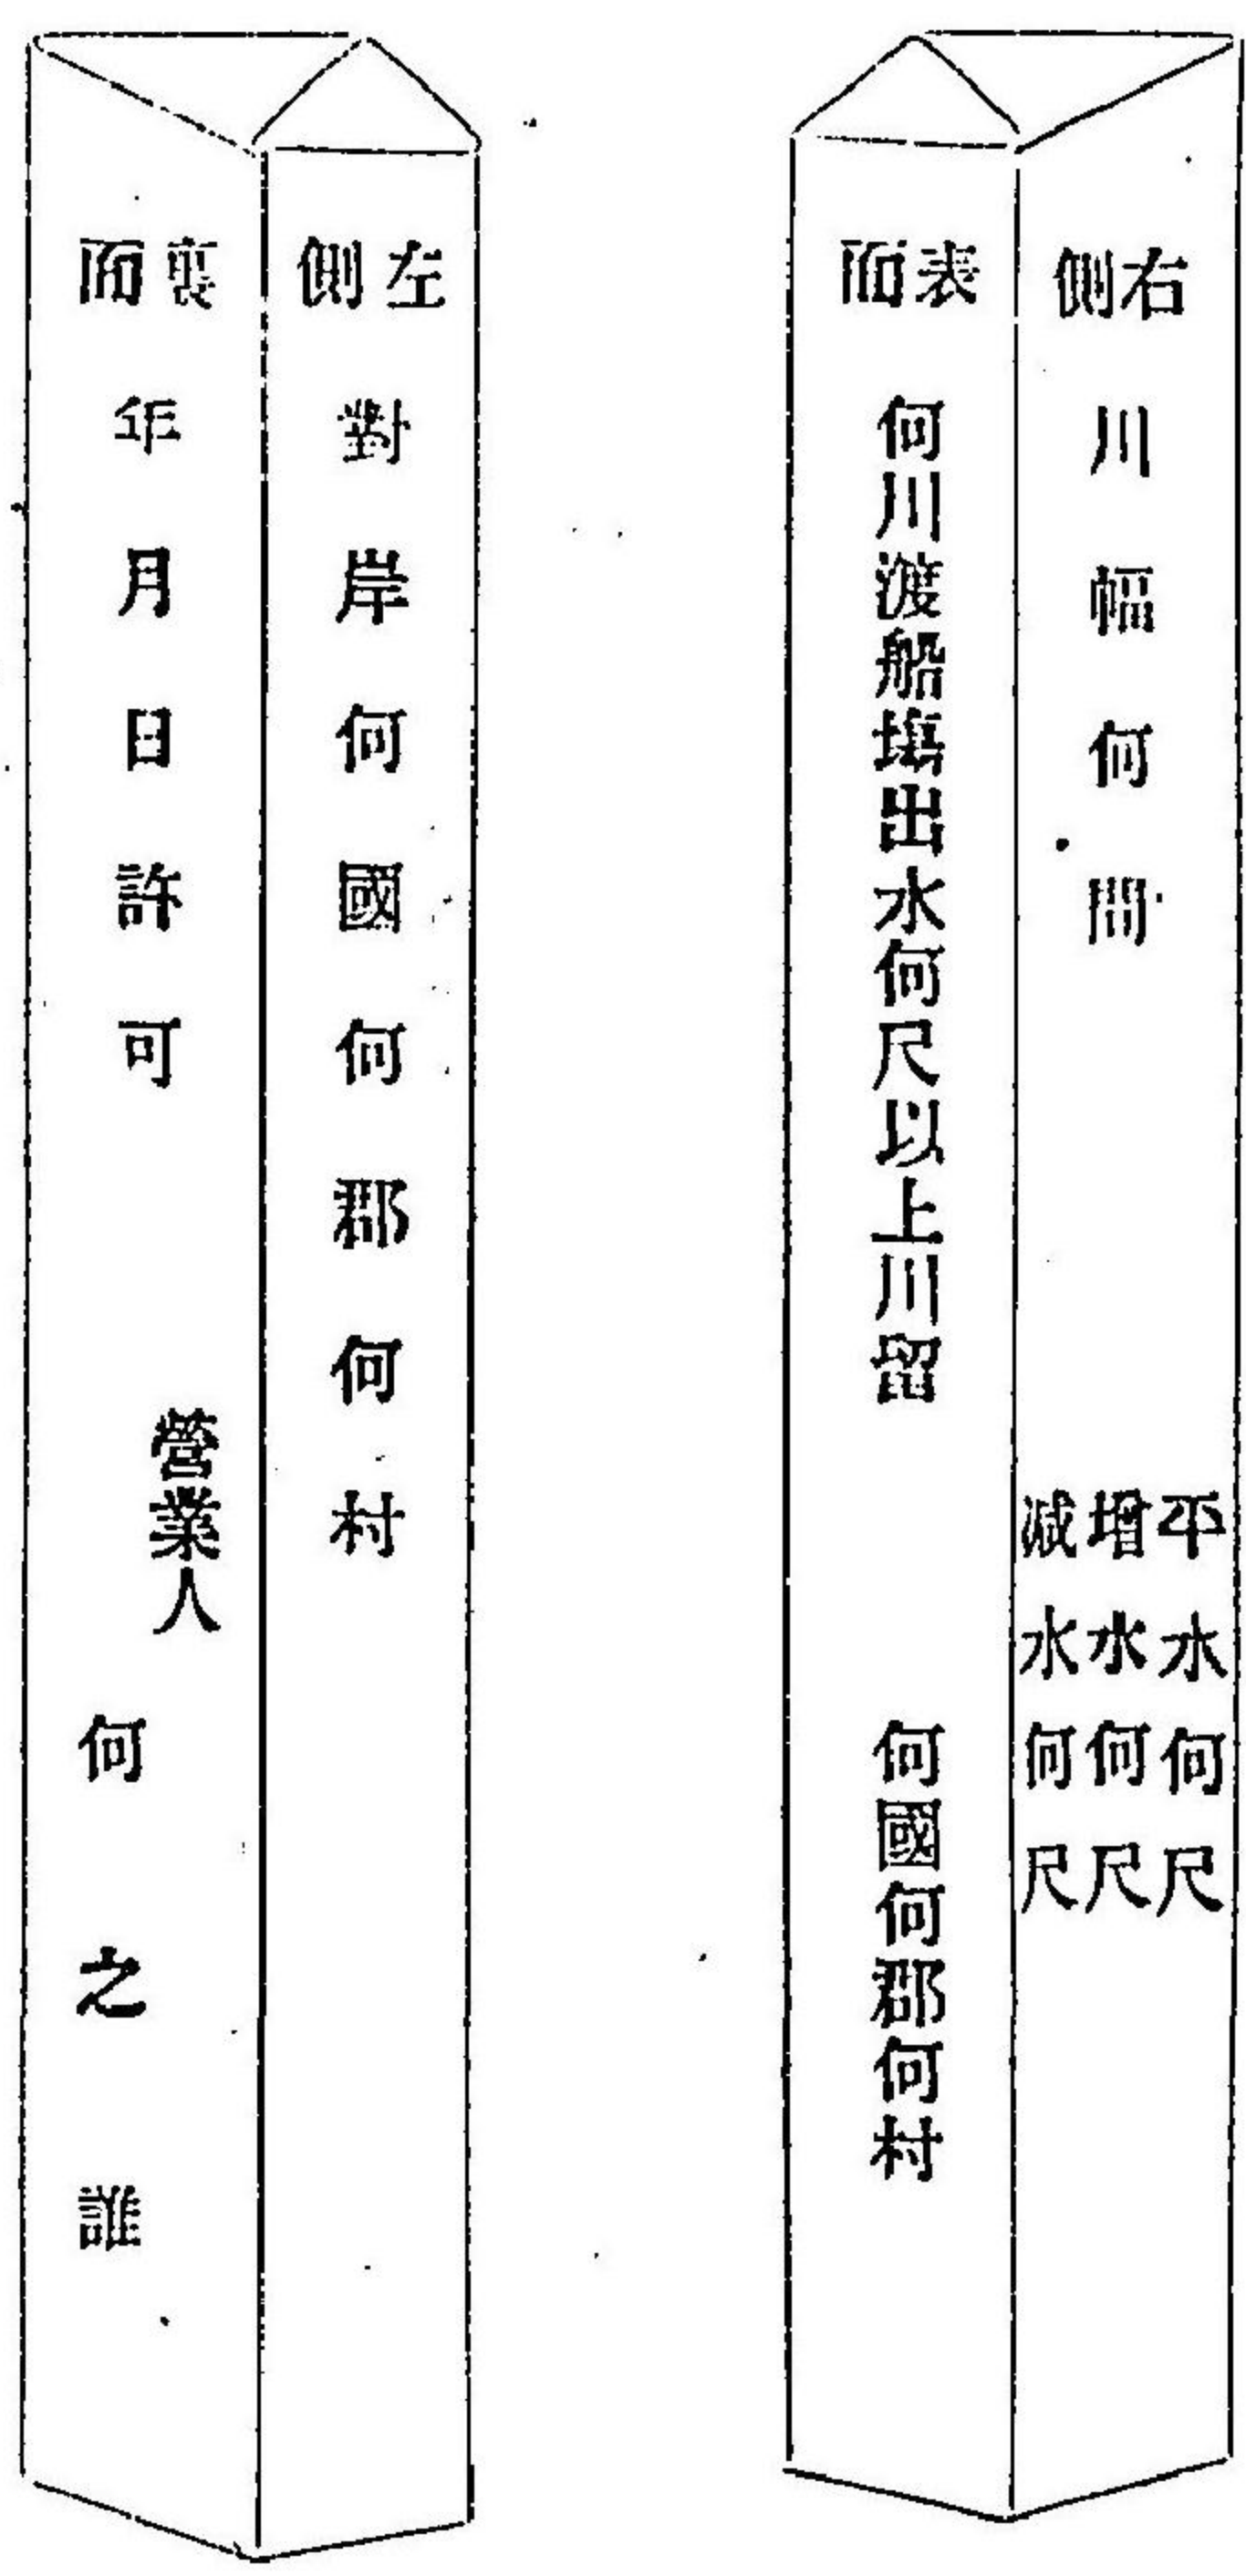 右側
川幅何間
平水何尺
增水何尺
減水何尺
表面
何川渡船場出水何尺以上川留
何國何郡何村
左側
對岸何國何郡何村
裏面
年月日許可
營業人
何之誰